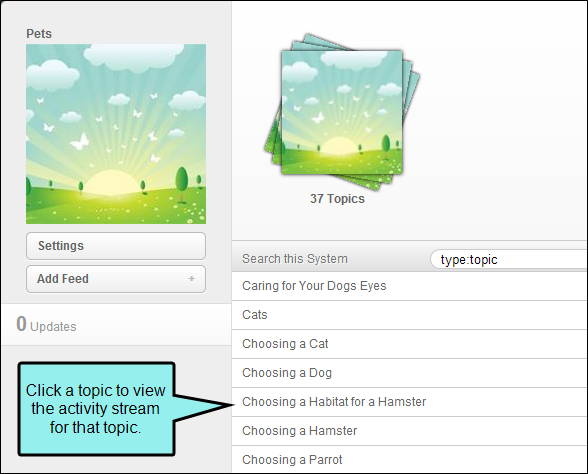 Pets
Settings
Add Feed +
0 Updates
Click a topic to view
the activity stream
for that topic.
37 Topics
Search this System type:topic
Caring for Your Dogs Eyes
Cats
Choosing a Cat
Choosing a Dog
Choosing a Habitat for a Hamster
Choosing a Hamster
Choosing a Parrot